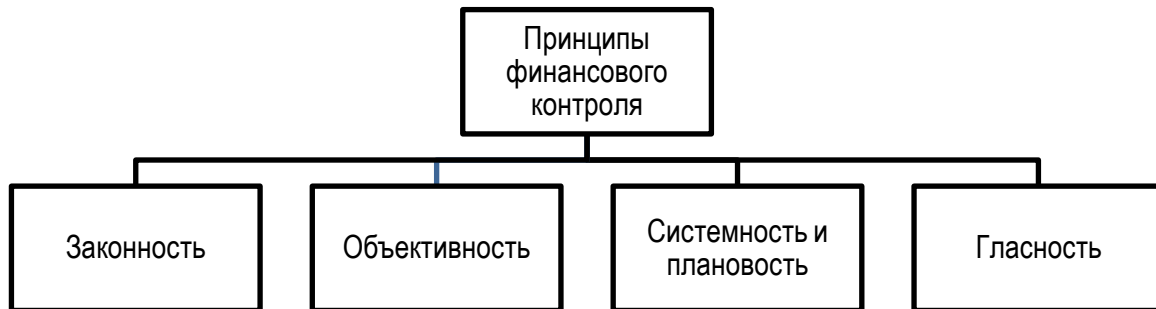 Принципы
финансового
контроля
Законность
Объективность
Системность и
плановость
Гласность